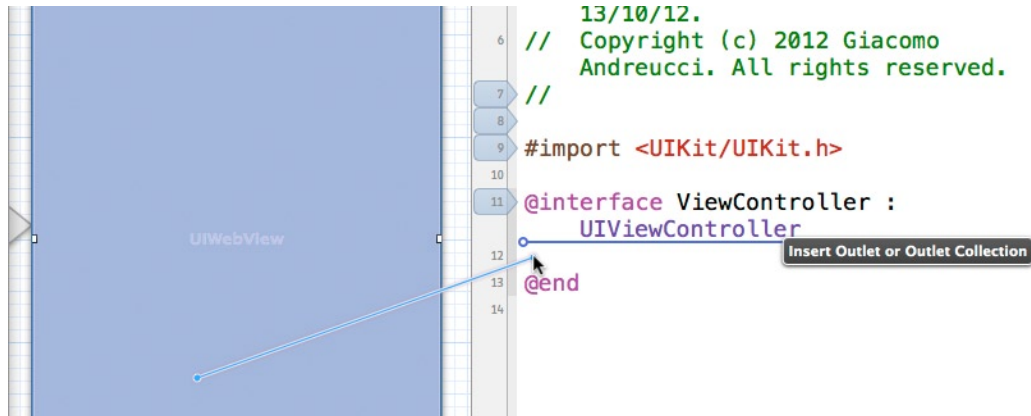 13/10/12.
6 // Copyright (c) 2012 Giacomo
Andreucci. All rights reserved.
7 //
8
9 #import <UIKit/UIKit.h>
10
11 @interface ViewController :
UIViewController
UIWebView
Insert Outlet or Outlet Collection
12
13 @end
14